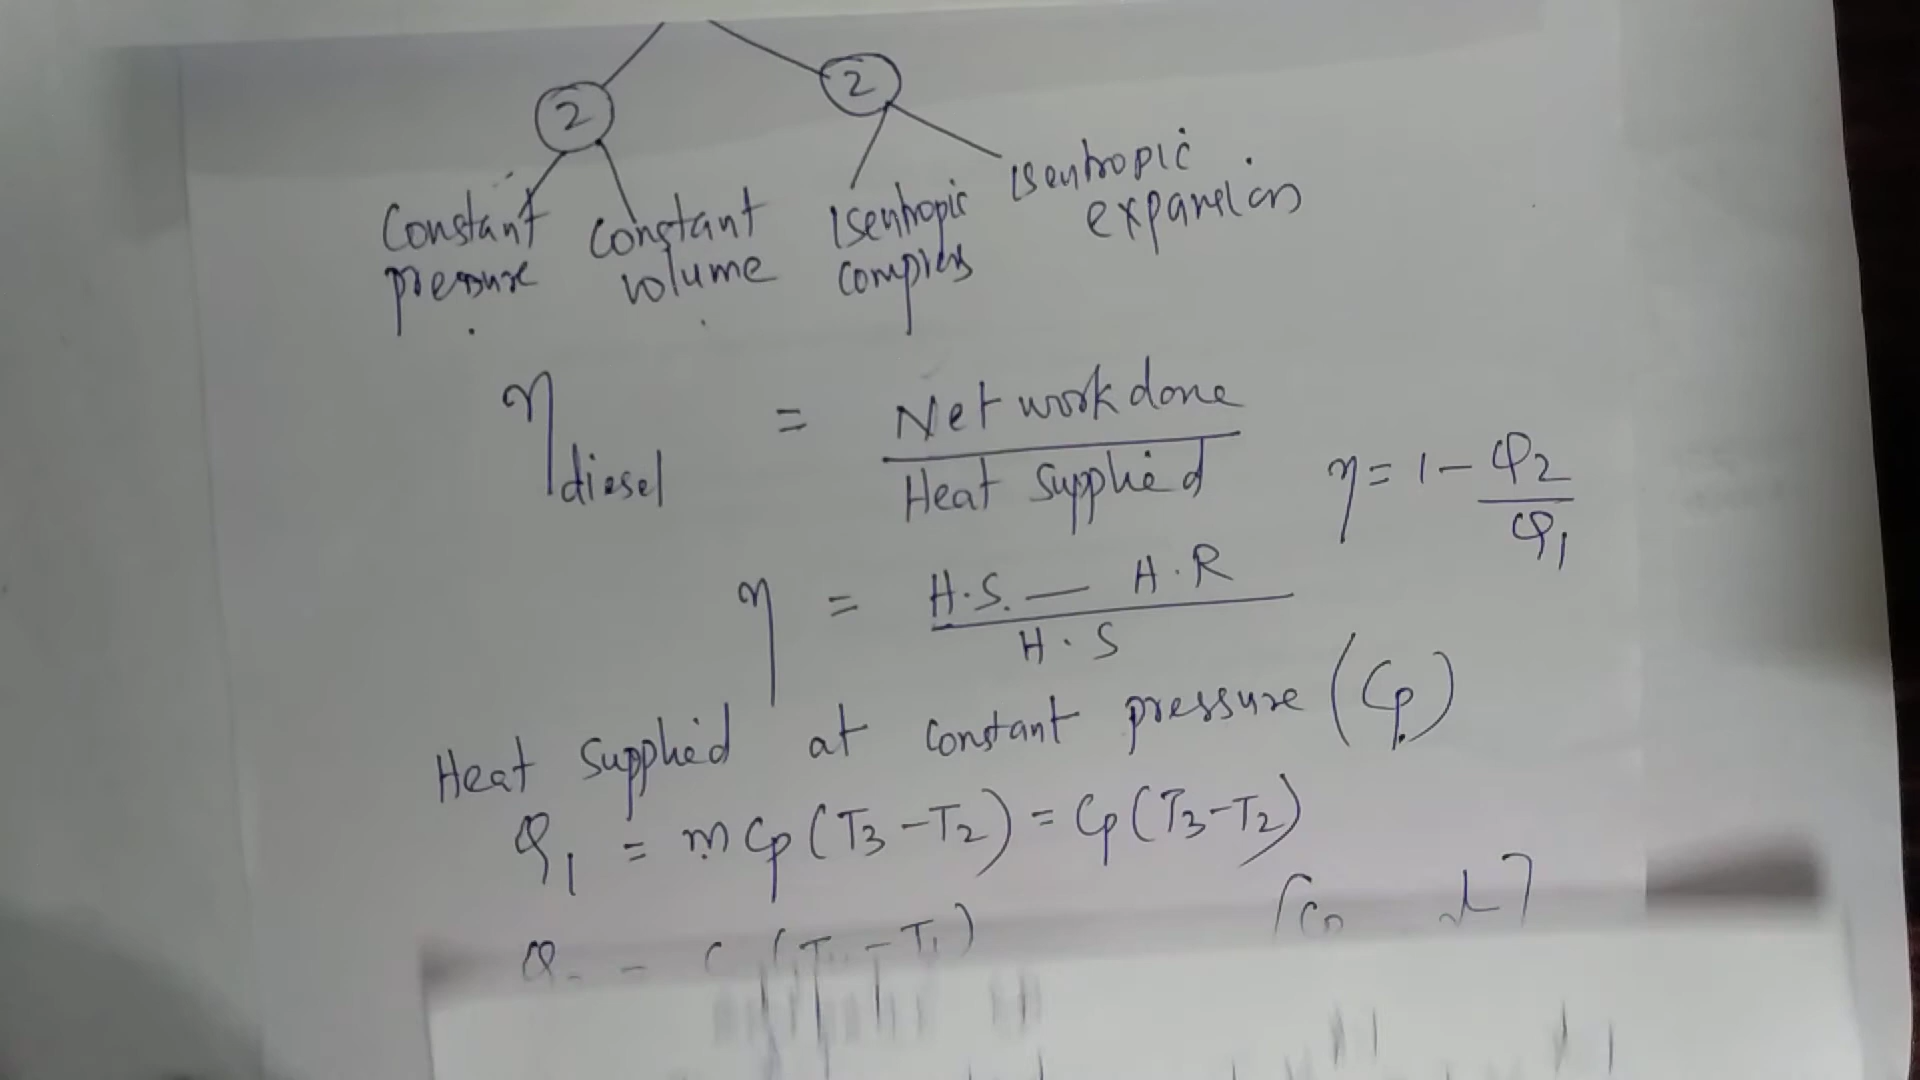 2 2
Constant constant Isentropic Isentropic
pressure volume compress expansion
η diesel = Net work done / Heat Supplied
η = 1 - Q2 / Q1
η = H.S. — H.R / H.S
Heat Supplied at constant pressure (Cp)
Q1 = m Cp (T3 - T2) = Cp (T3 - T2)